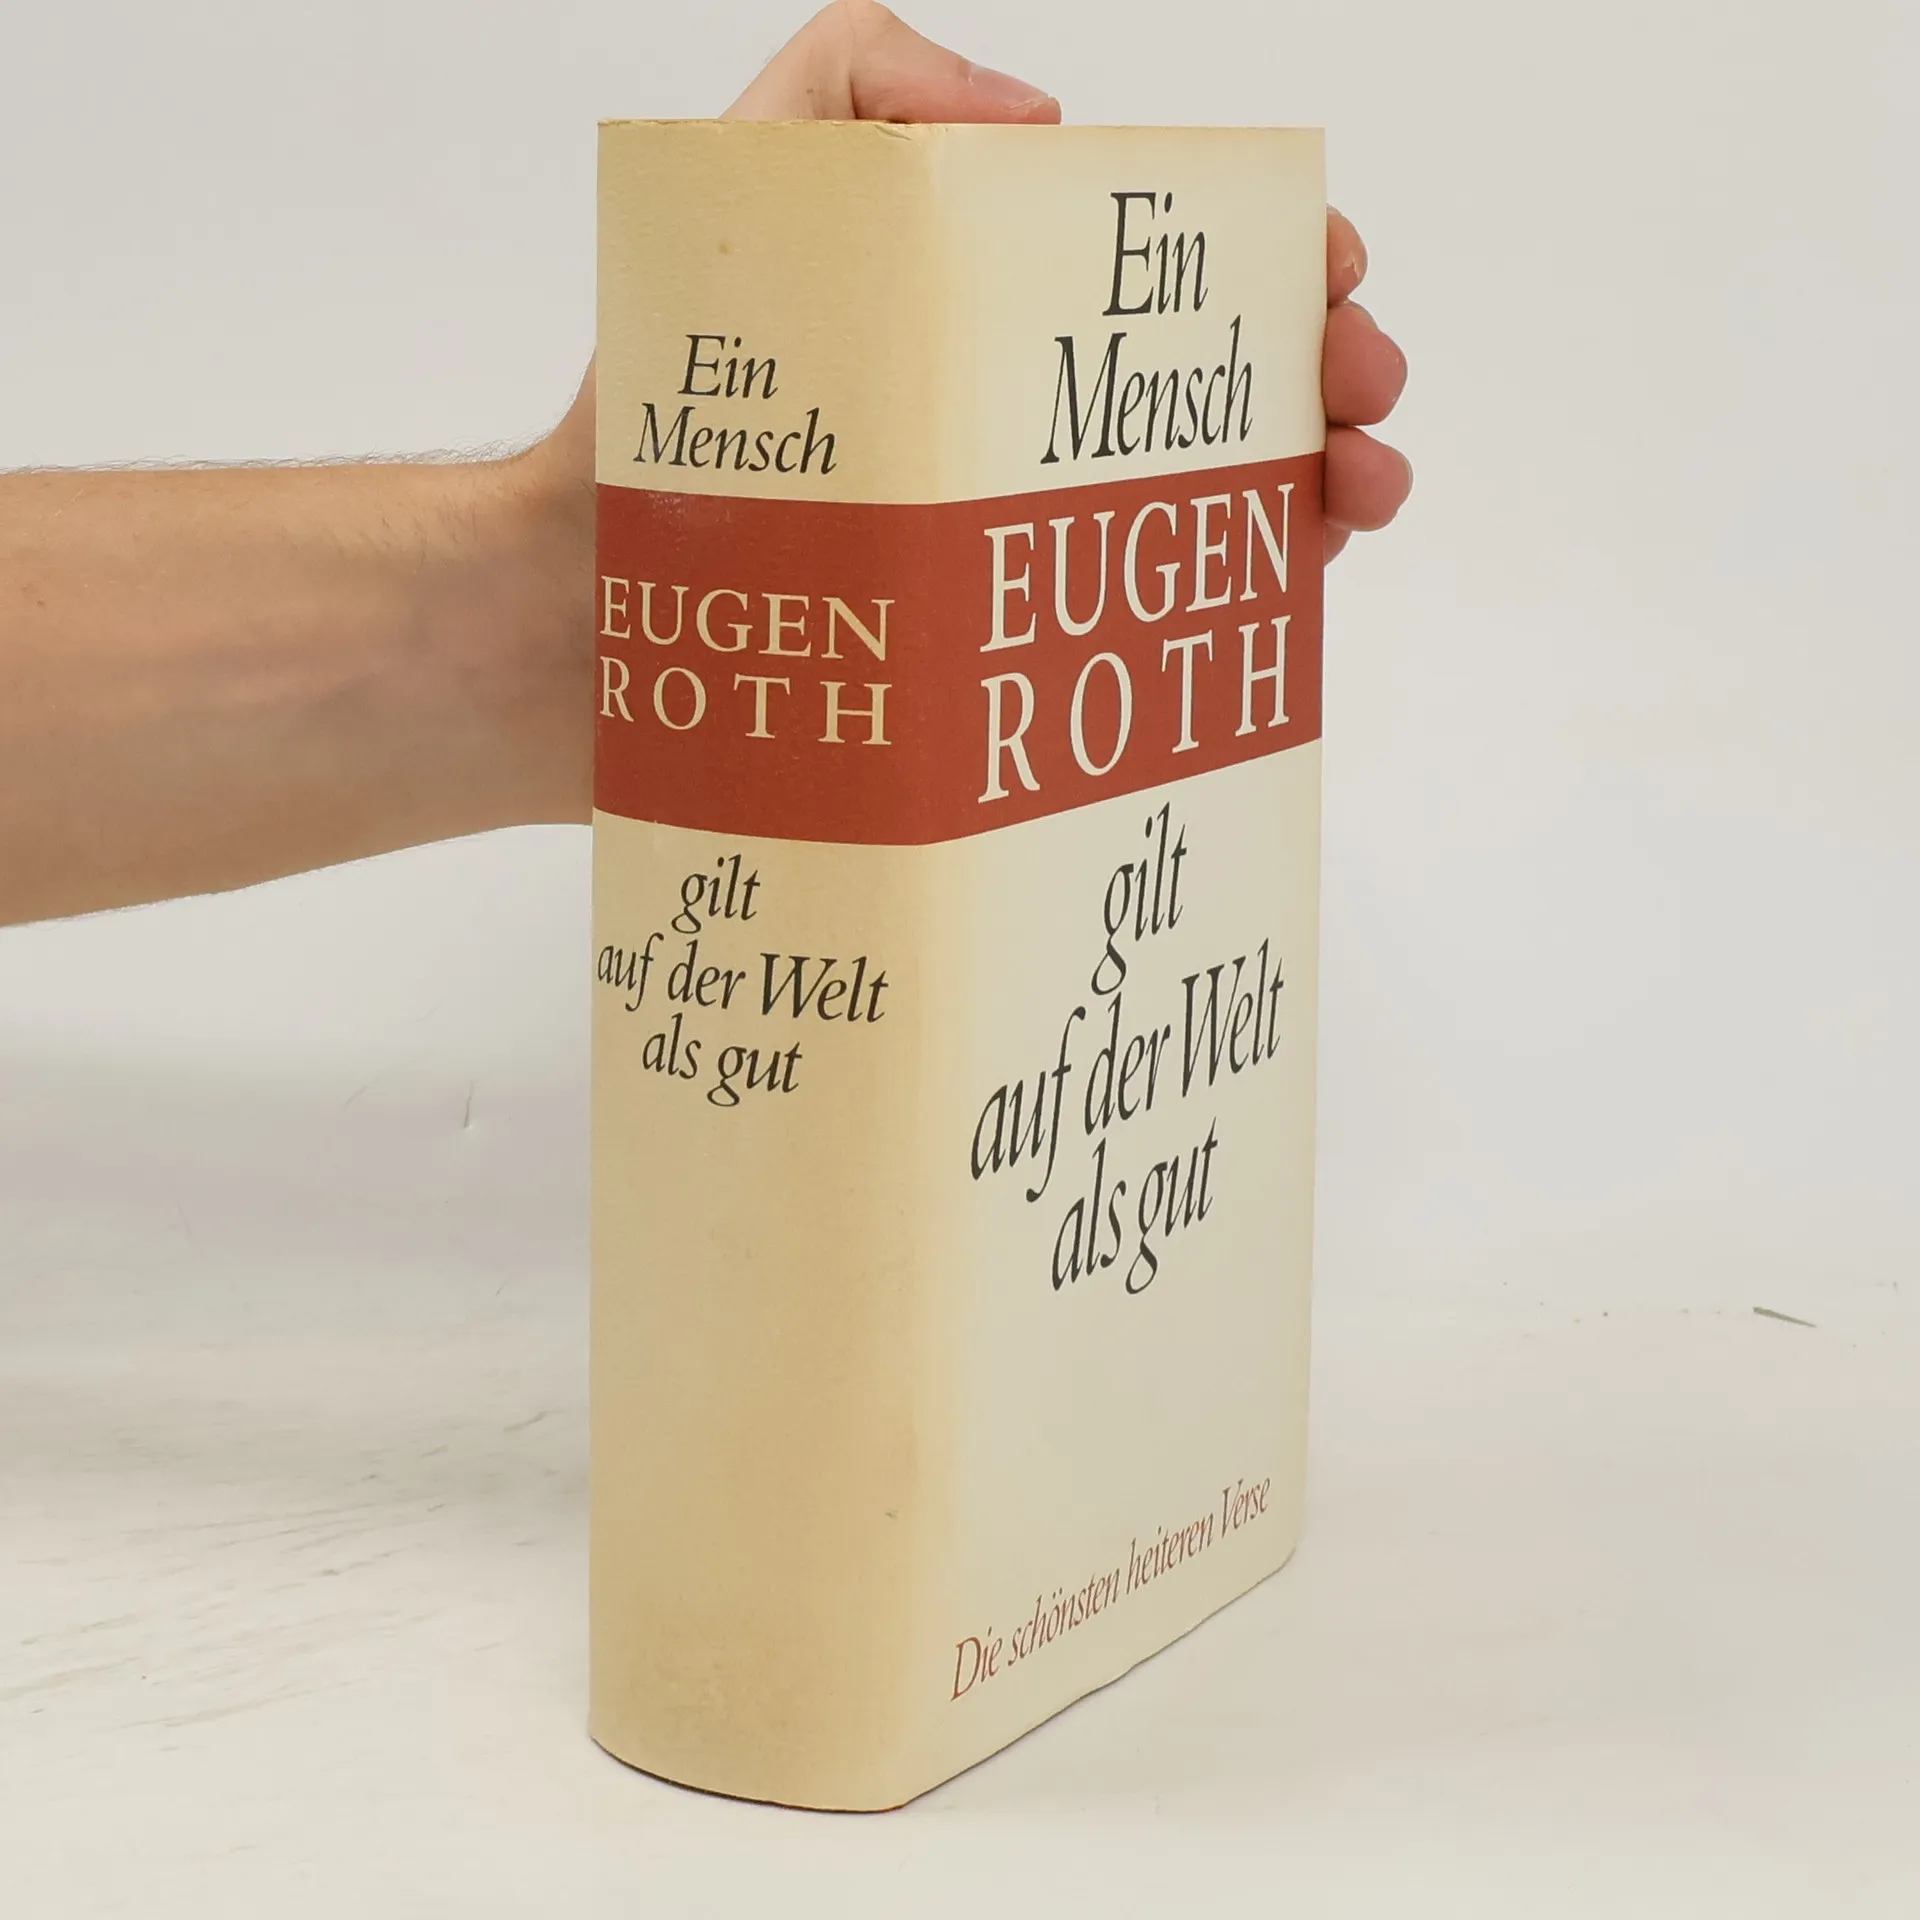 Ein
Mensch
EUGEN
ROTH
gilt
auf der Welt
als gut
Ein
Mensch
EUGEN
ROTH
gilt
auf der Welt
als gut
Die schönsten heiteren Verse